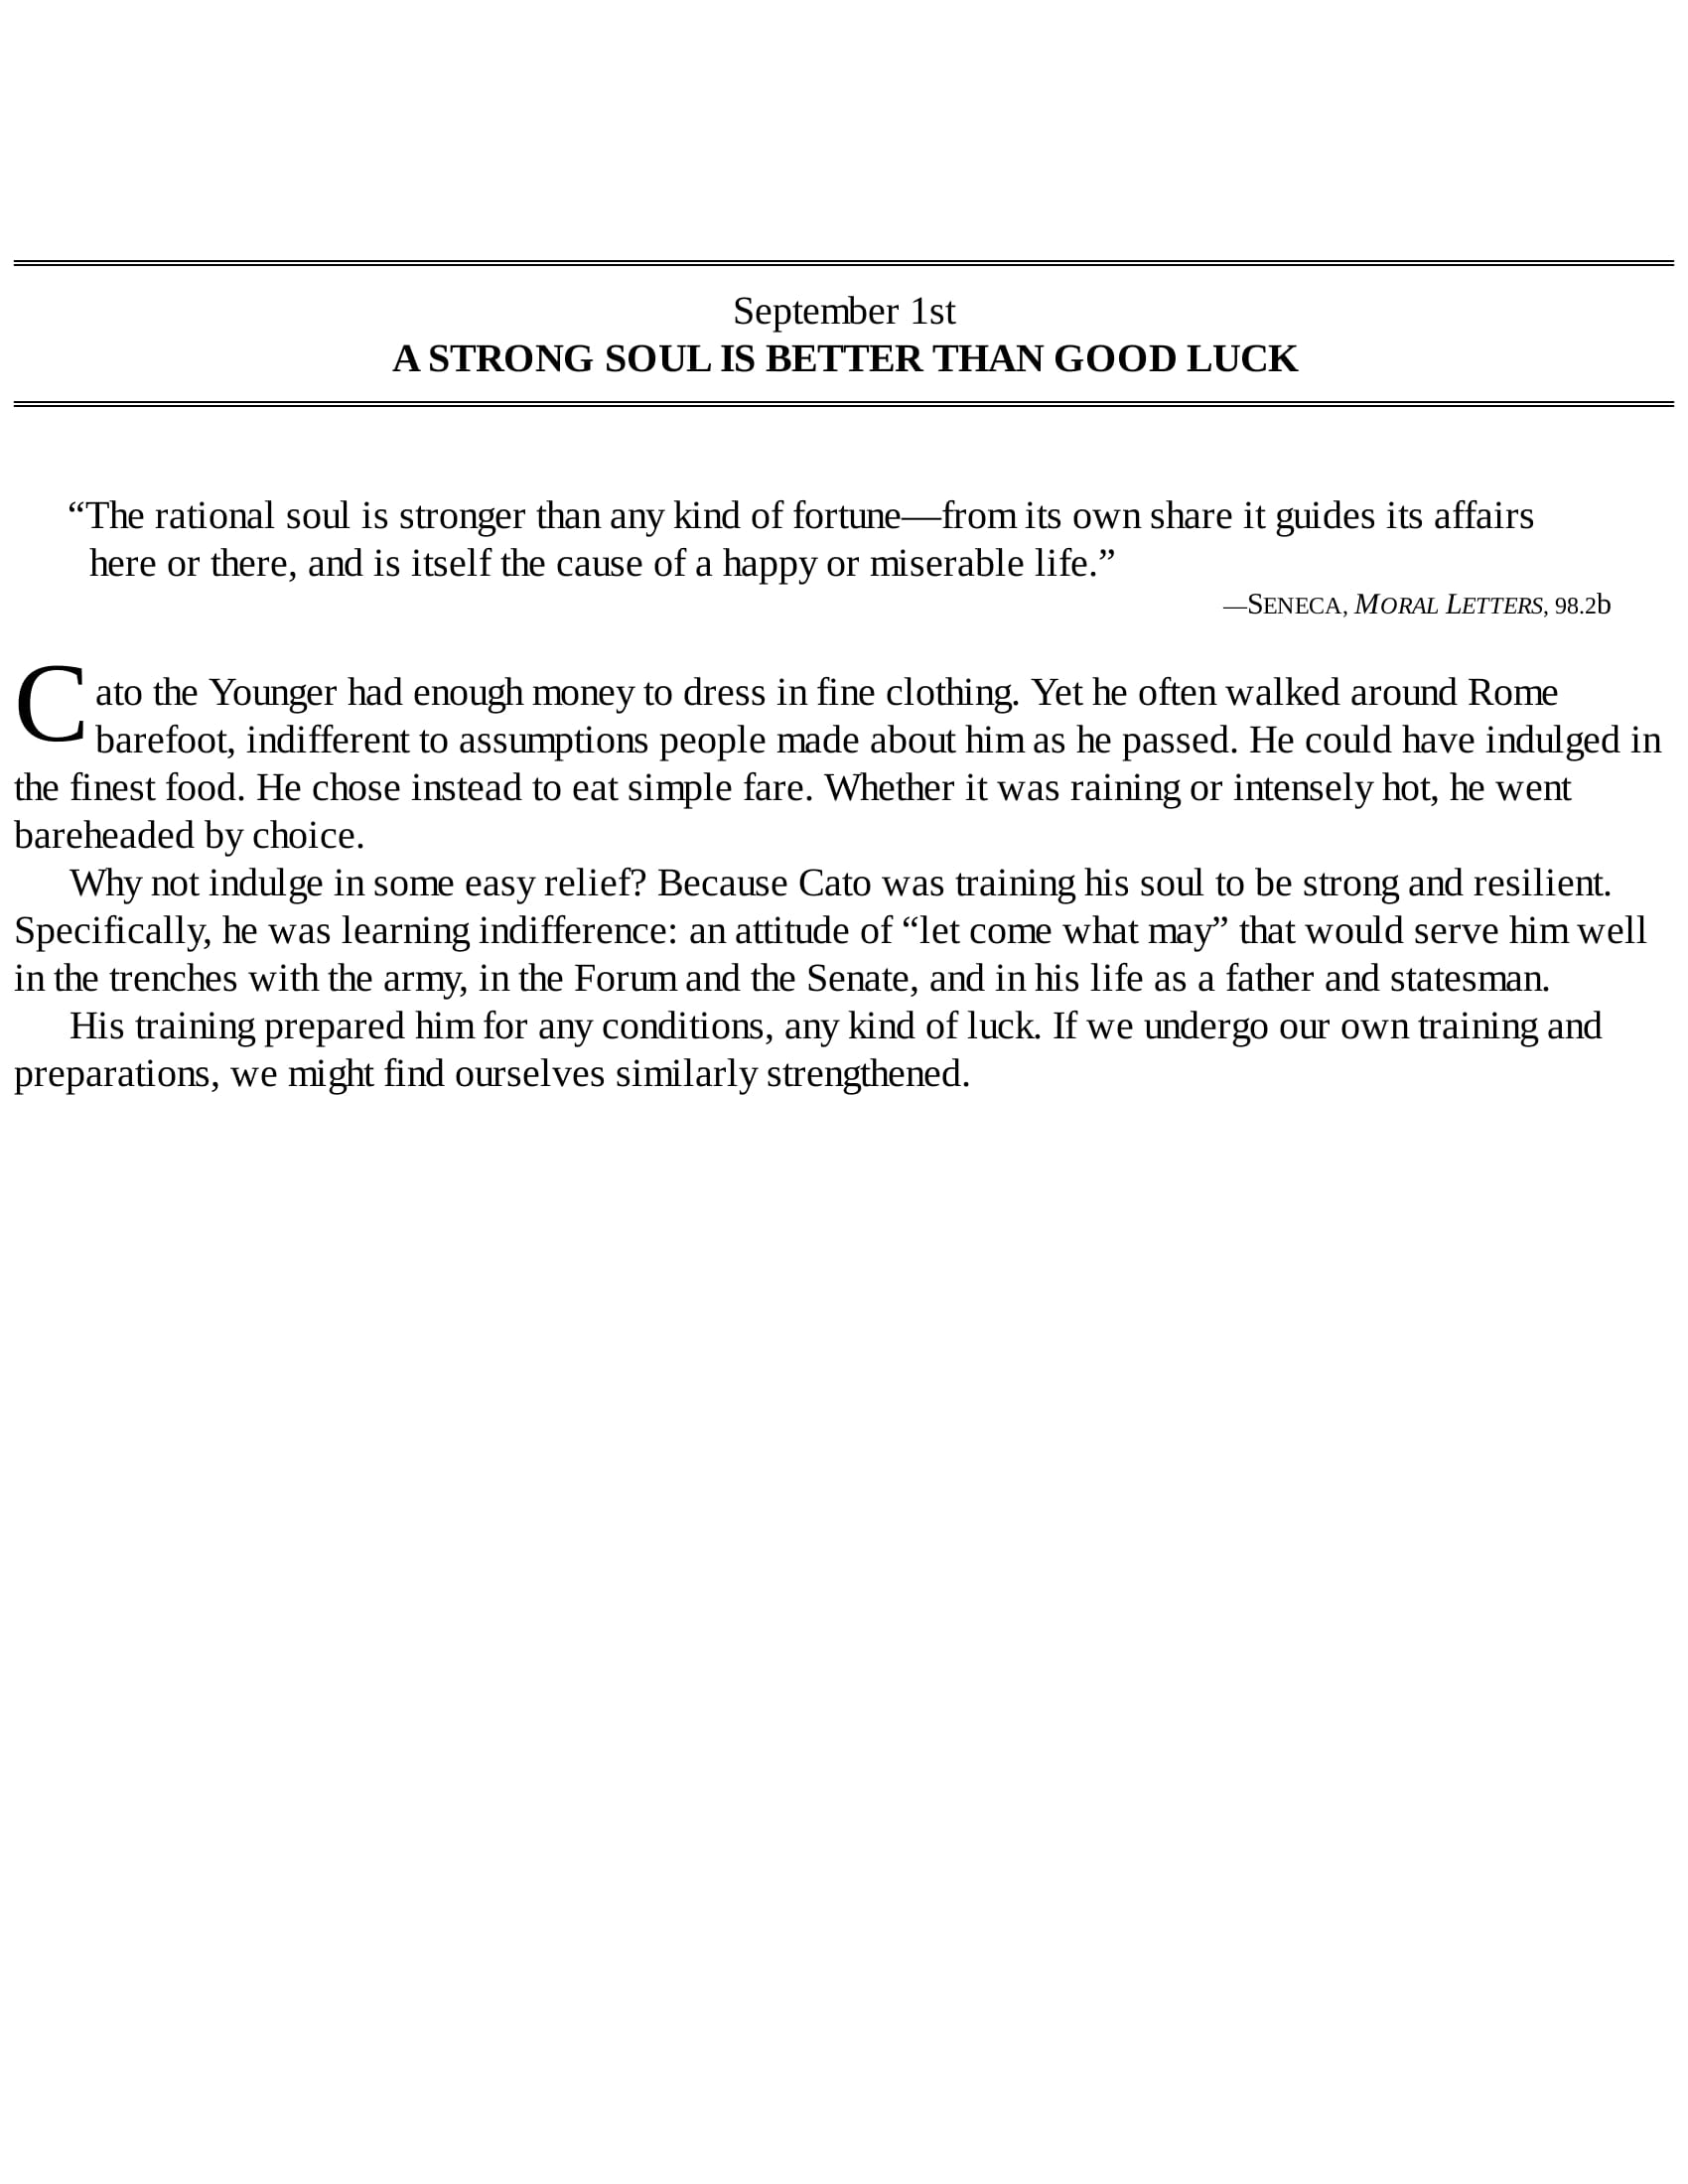 September 1st
A STRONG SOUL IS BETTER THAN GOOD LUCK
“The rational soul is stronger than any kind of fortune—from its own share it guides its affairs
here or there, and is itself the cause of a happy or miserable life.”
—SENECA, MORAL LETTERS, 98.2b
Cato the Younger had enough money to dress in fine clothing. Yet he often walked around Rome
barefoot, indifferent to assumptions people made about him as he passed. He could have indulged in
the finest food. He chose instead to eat simple fare. Whether it was raining or intensely hot, he went
bareheaded by choice.
Why not indulge in some easy relief? Because Cato was training his soul to be strong and resilient.
Specifically, he was learning indifference: an attitude of “let come what may” that would serve him well
in the trenches with the army, in the Forum and the Senate, and in his life as a father and statesman.
His training prepared him for any conditions, any kind of luck. If we undergo our own training and
preparations, we might find ourselves similarly strengthened.